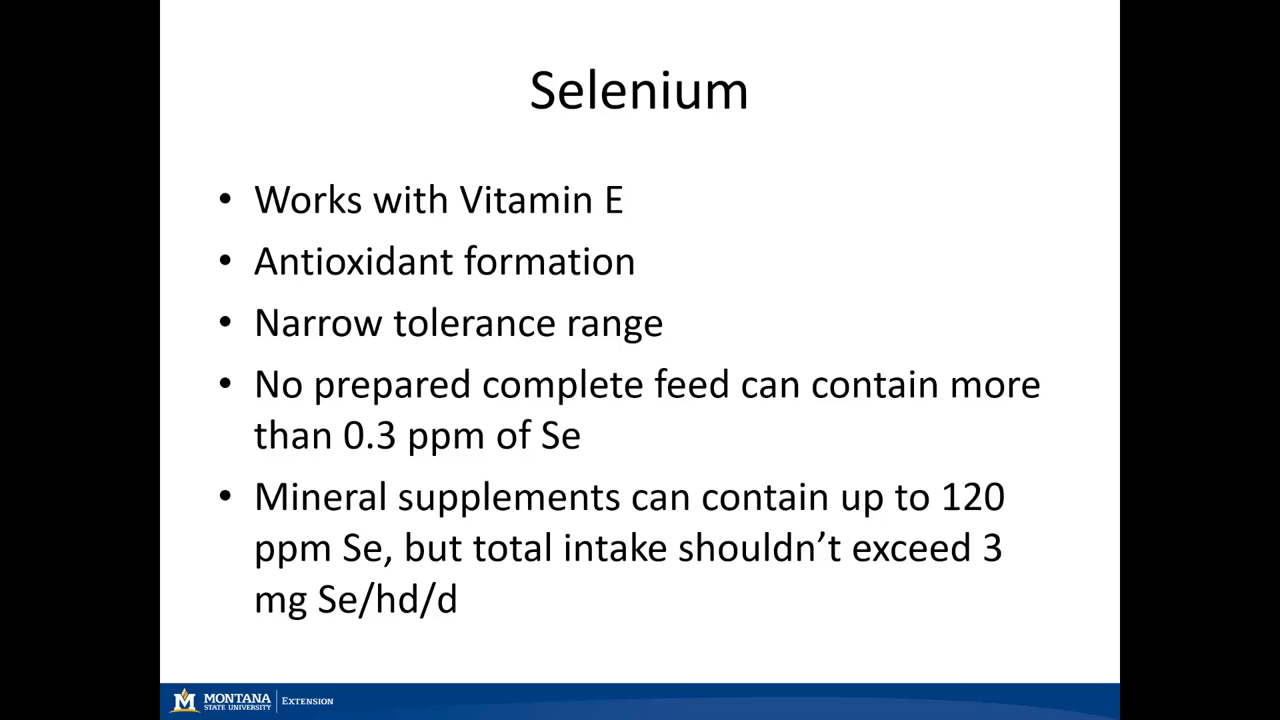 Selenium
• Works with Vitamin E
• Antioxidant formation
• Narrow tolerance range
• No prepared complete feed can contain more
than 0.3 ppm of Se
• Mineral supplements can contain up to 120
ppm Se, but total intake shouldn’t exceed 3
mg Se/hd/d
M MONTANA
STATE UNIVERSITY
EXTENSION